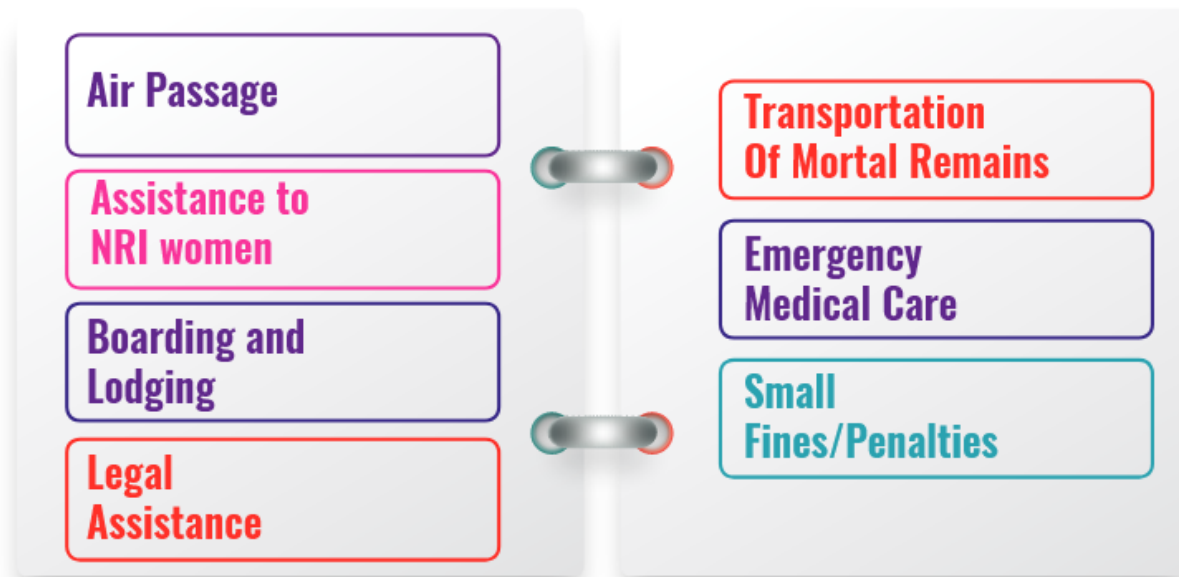 Air Passage
Assistance to
NRI women
Boarding and
Lodging
Legal
Assistance
Transportation
Of Mortal Remains
Emergency
Medical Care
Small
Fines/Penalties